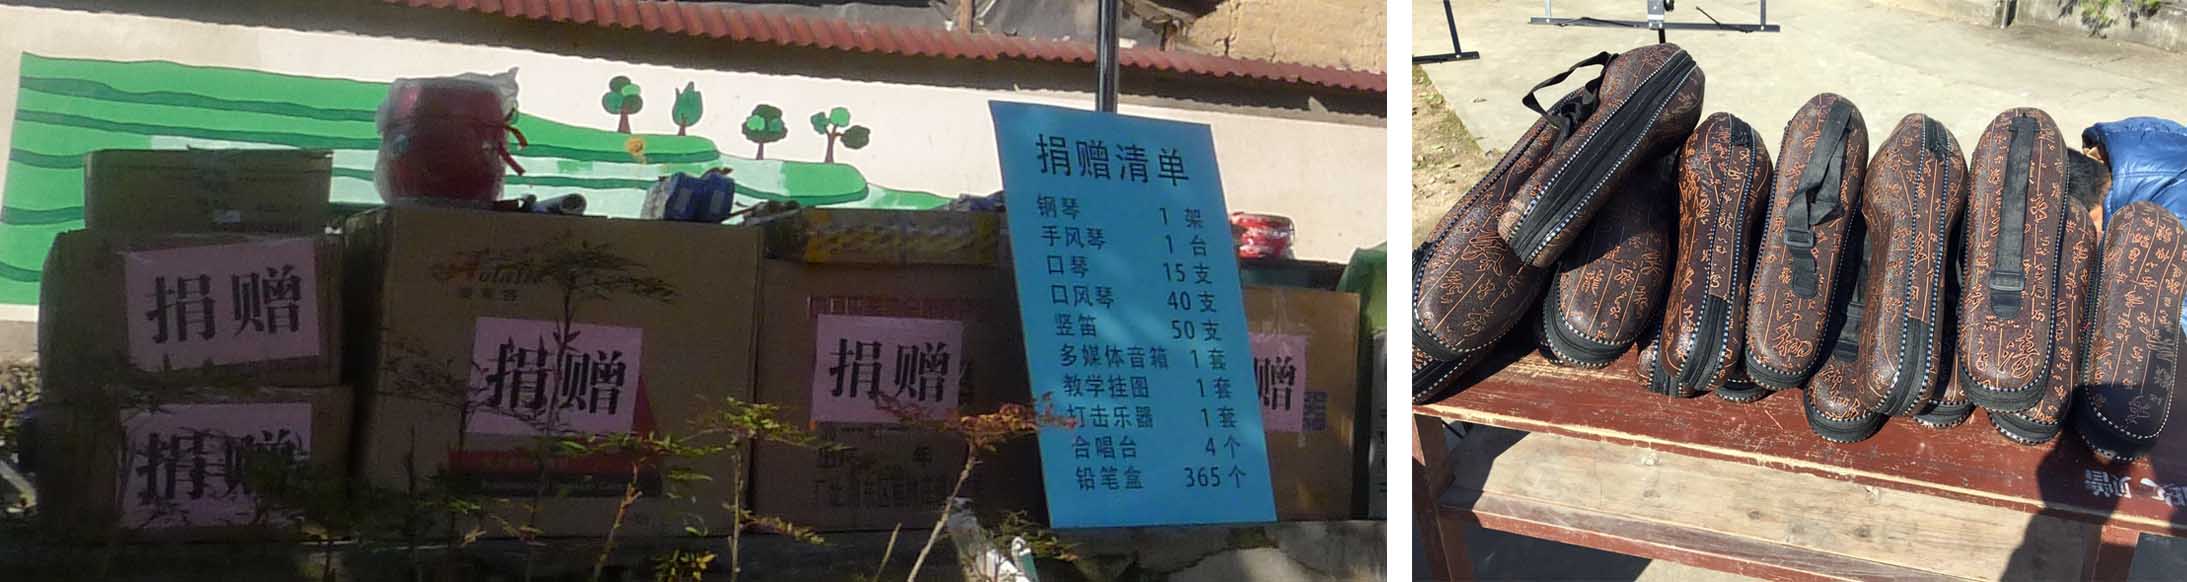 捐赠
捐赠
捐赠
捐赠
赠
捐赠清单
钢琴 1 架
手风琴 1 台
口琴 15 支
口风琴 40 支
竖笛 50 支
多媒体音箱 1 套
教学挂图 1 套
打击乐器 1 套
合唱台 4 个
铅笔盒 365 个